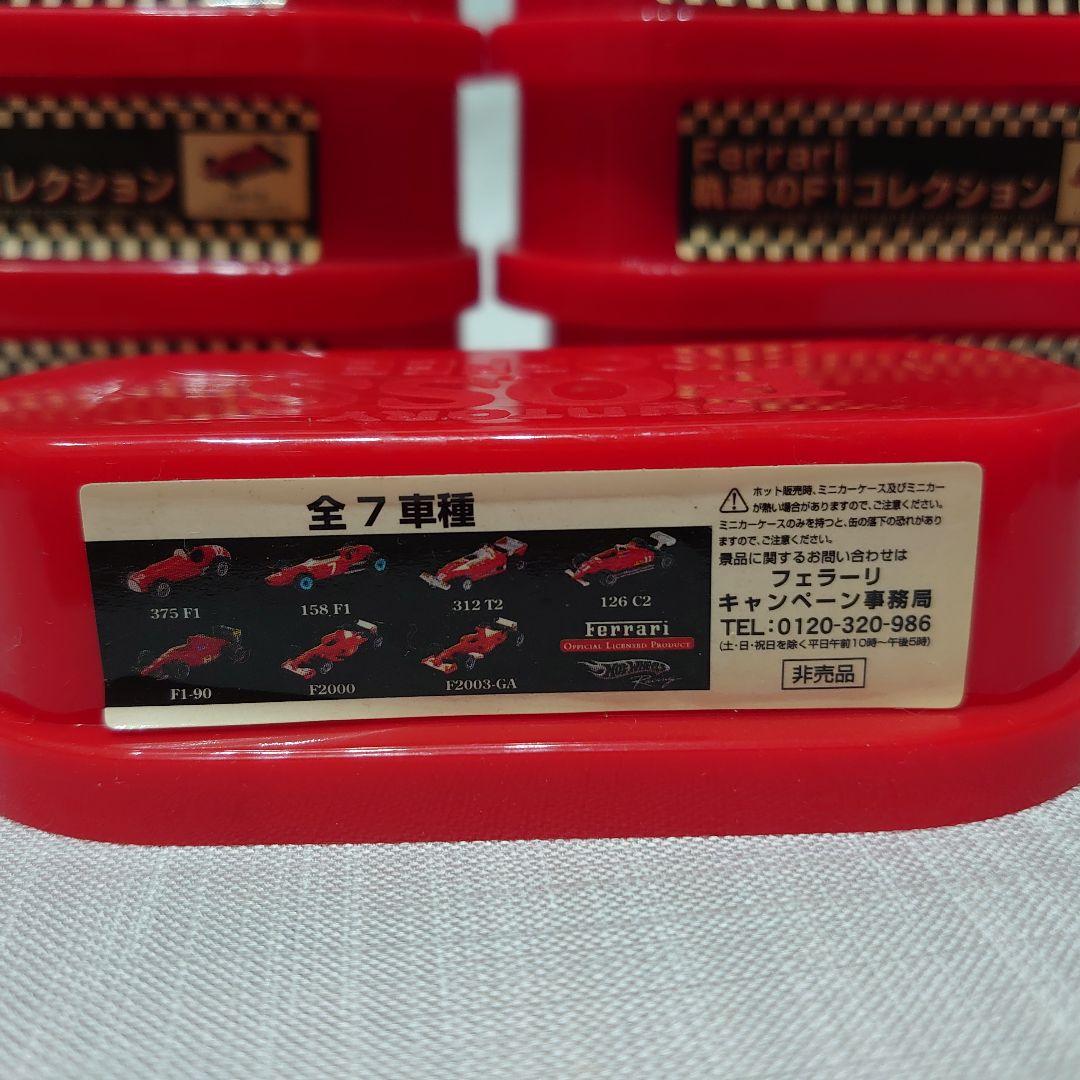 コレクション
Ferrari
軌跡のF1コレクション
全7車種
375 F1
158 F1
312 T2
126 C2
F1-90
F2000
F2003-GA
Ferrari
OFFICIAL LICENSED PRODUCT
HOT WHEELS
Racing
ホット販売時、ミニカーケース及びミニカー
が熱い場合がありますので、ご注意ください。
ミニカーケースのみを持つと、缶の落下の恐れがあり
ますので、ご注意ください。
景品に関するお問い合わせは
フェラーリ
キャンペーン事務局
TEL:0120-320-986
(土・日・祝日を除く平日午前10時〜午後5時)
非売品